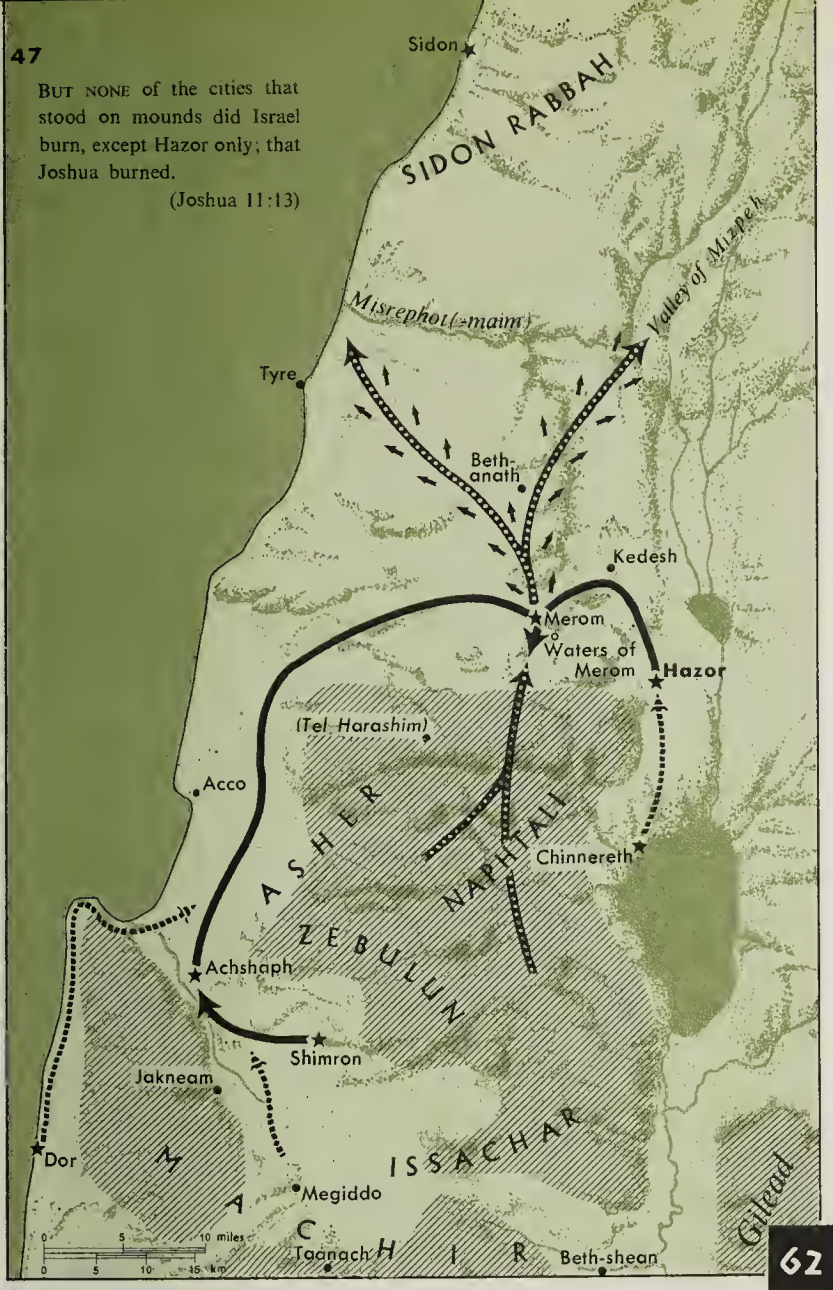 47
BUT NONE of the cities that
stood on mounds did Israel
burn, except Hazor only; that
Joshua burned.
(Joshua 11:13)
Sidon
SIDON RABBAH
Valley of Mizpeh
Misrephot(-maim)
Tyre
Beth-
anath
Kedesh
Merom
Waters of
Merom
Hazor
(Tel Harashim)
Acco
ASHER
NAPHTALI
Chinnereth
ZEBULUN
Achshaph
Shimron
Jakneam
Dor
ISSACHAR
MACHIR
Megiddo
Gilead
0 5 10 miles
0 5 10 15 km
Taanach
Beth-shean
62